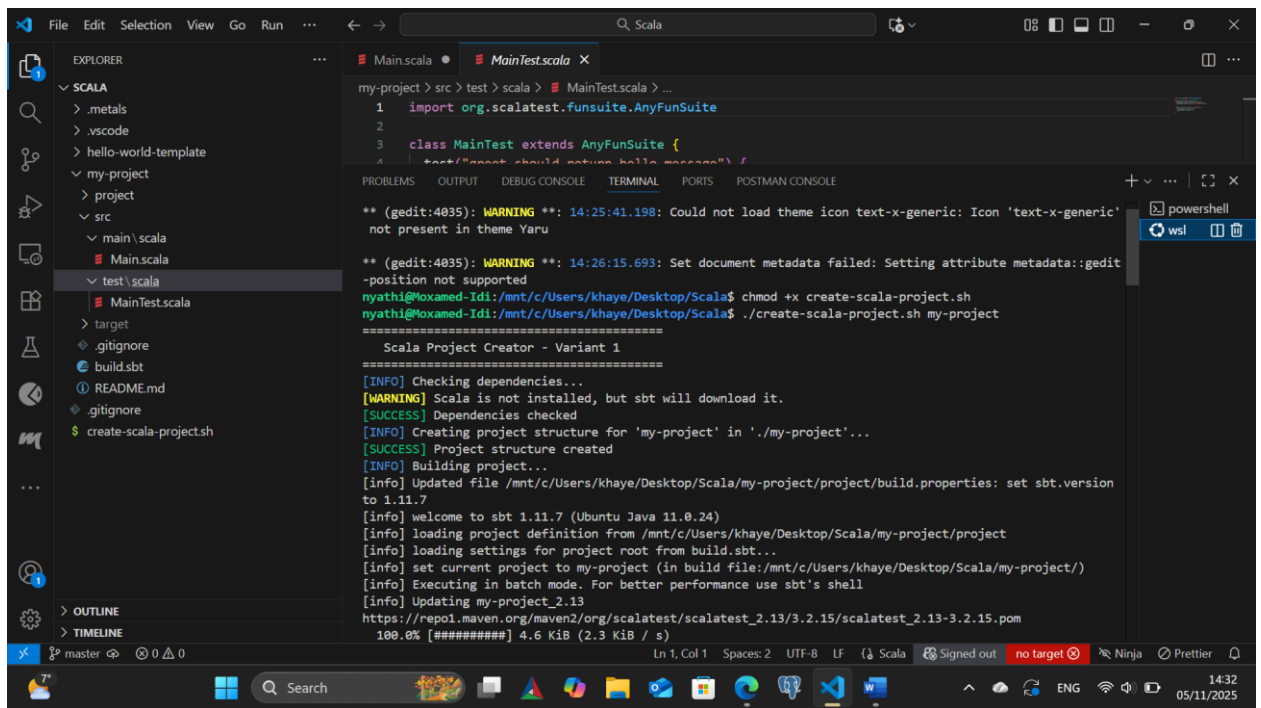 File Edit Selection View Go Run ···
Scala
EXPLORER ···
SCALA
.metals
.vscode
hello-world-template
my-project
project
src
main\scala
Main.scala
test\scala
MainTest.scala
target
.gitignore
build.sbt
README.md
.gitignore
$ create-scala-project.sh
OUTLINE
TIMELINE
Main.scala
MainTest.scala
my-project > src > test > scala > MainTest.scala > ...
1 import org.scalatest.funsuite.AnyFunSuite
2
3 class MainTest extends AnyFunSuite {
4 test("greet should return hello message") {
PROBLEMS OUTPUT DEBUG CONSOLE TERMINAL PORTS POSTMAN CONSOLE
** (gedit:4035): WARNING **: 14:25:41.198: Could not load theme icon text-x-generic: Icon 'text-x-generic'
not present in theme Yaru
** (gedit:4035): WARNING **: 14:26:15.693: Set document metadata failed: Setting attribute metadata::gedit
-position not supported
nyathi@Moxamed-Idi:/mnt/c/Users/khaye/Desktop/Scala$ chmod +x create-scala-project.sh
nyathi@Moxamed-Idi:/mnt/c/Users/khaye/Desktop/Scala$ ./create-scala-project.sh my-project
========================================
Scala Project Creator - Variant 1
========================================
[INFO] Checking dependencies...
[WARNING] Scala is not installed, but sbt will download it.
[SUCCESS] Dependencies checked
[INFO] Creating project structure for 'my-project' in './my-project'...
[SUCCESS] Project structure created
[INFO] Building project...
[info] Updated file /mnt/c/Users/khaye/Desktop/Scala/my-project/project/build.properties: set sbt.version
to 1.11.7
[info] welcome to sbt 1.11.7 (Ubuntu Java 11.0.24)
[info] loading project definition from /mnt/c/Users/khaye/Desktop/Scala/my-project/project
[info] loading settings for project root from build.sbt...
[info] set current project to my-project (in build file:/mnt/c/Users/khaye/Desktop/Scala/my-project/)
[info] Executing in batch mode. For better performance use sbt's shell
[info] Updating my-project_2.13
https://repo1.maven.org/maven2/org/scalatest/scalatest_2.13/3.2.15/scalatest_2.13-3.2.15.pom
100.0% [##########] 4.6 KiB (2.3 KiB / s)
powershell
wsl
master 0 0 Ln 1, Col 1 Spaces: 2 UTF-8 LF Scala Signed out no target Ninja Prettier
7°
Search
ENG
14:32
05/11/2025